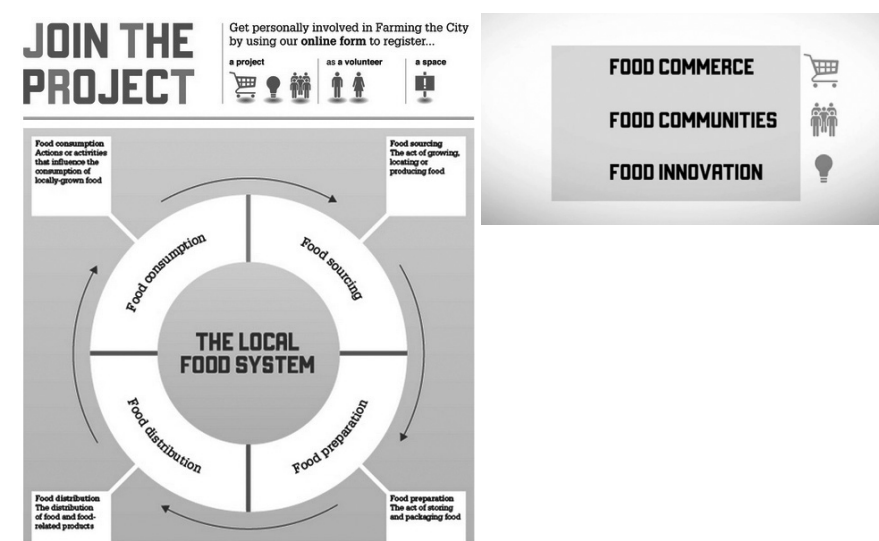 JOIN THE
PROJECT
Get personally involved in Farming the City
by using our online form to register...
a project
as a volunteer
a space
Food consumption
Actions or activities
that influence the
consumption of
locally-grown food
Food sourcing
The act of growing,
locating or
producing food
Food consumption
Food sourcing
THE LOCAL
FOOD SYSTEM
Food distribution
Food preparation
Food distribution
The distribution
of food and food-
related products
Food preparation
The act of storing
and packaging food
FOOD COMMERCE
FOOD COMMUNITIES
FOOD INNOVATION